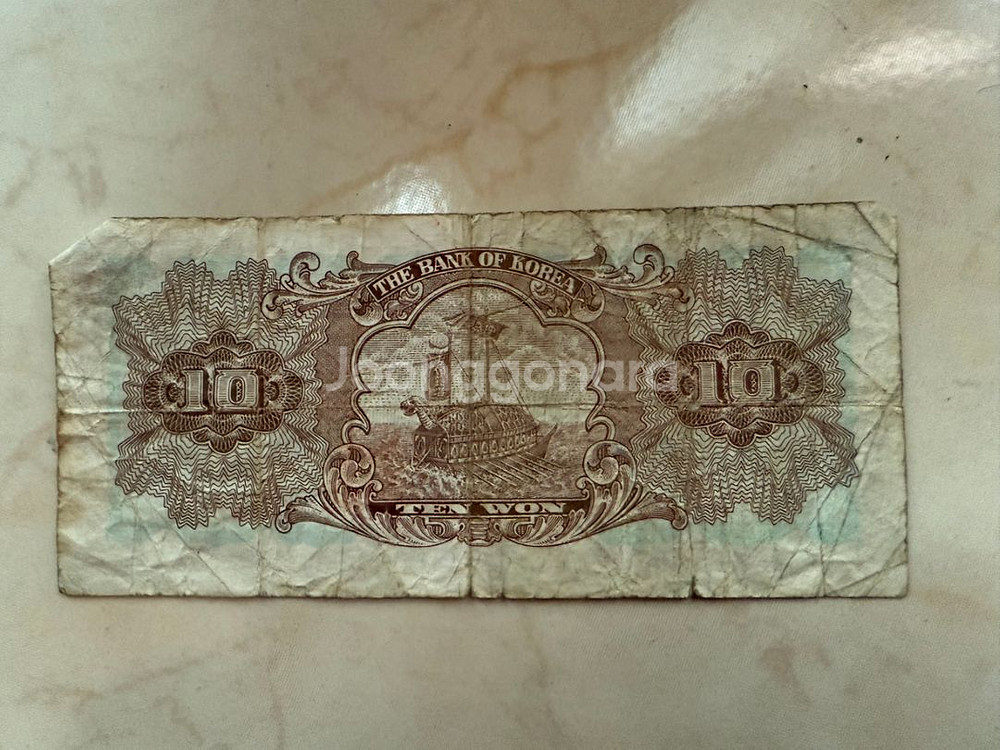 THE BANK OF KOREA
10
10
Joonggonara
TEN WON